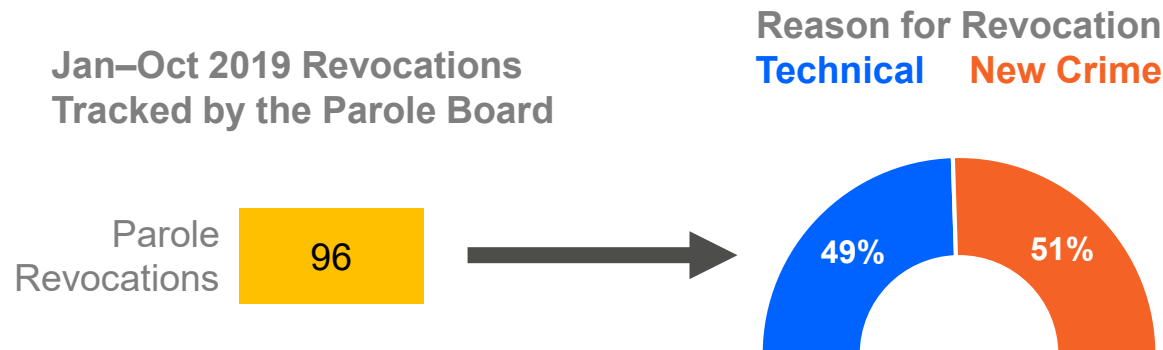 Jan–Oct 2019 Revocations
Tracked by the Parole Board
Reason for Revocation
Technical New Crime
Parole
Revocations
96
49%
51%